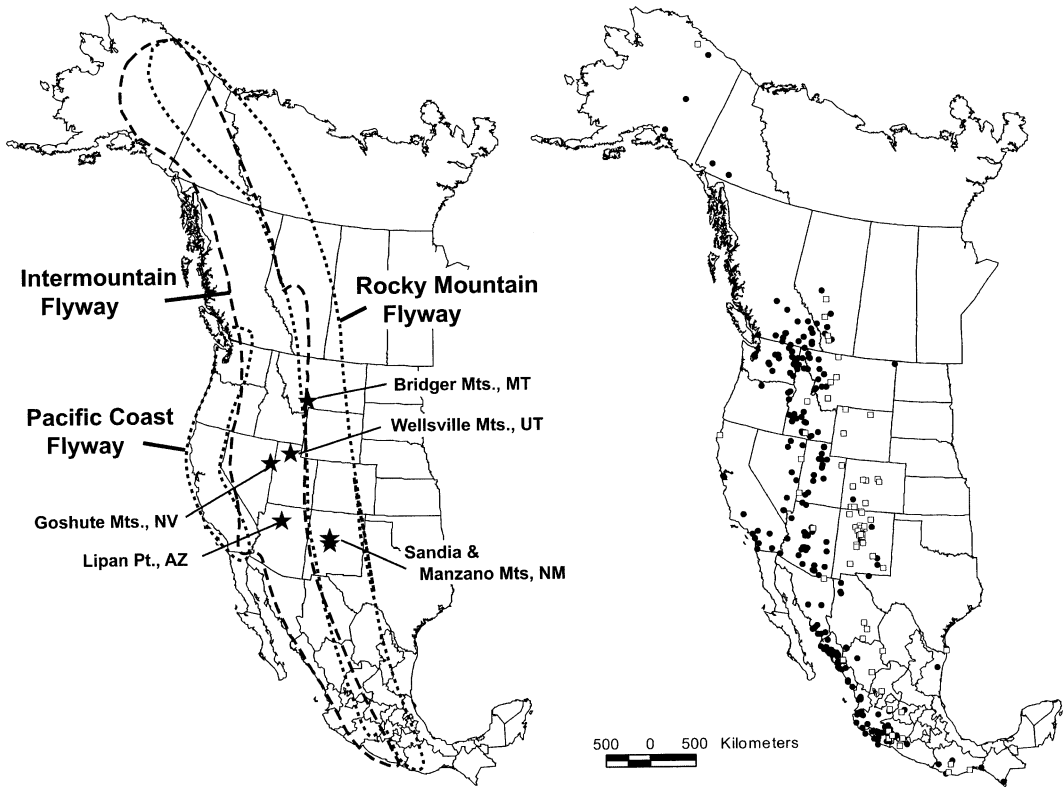 Intermountain
Flyway
Rocky Mountain
Flyway
Bridger Mts., MT
Pacific Coast
Flyway
Wellsville Mts., UT
Goshute Mts., NV
Lipan Pt., AZ
Sandia &
Manzano Mts, NM
500 0 500 Kilometers